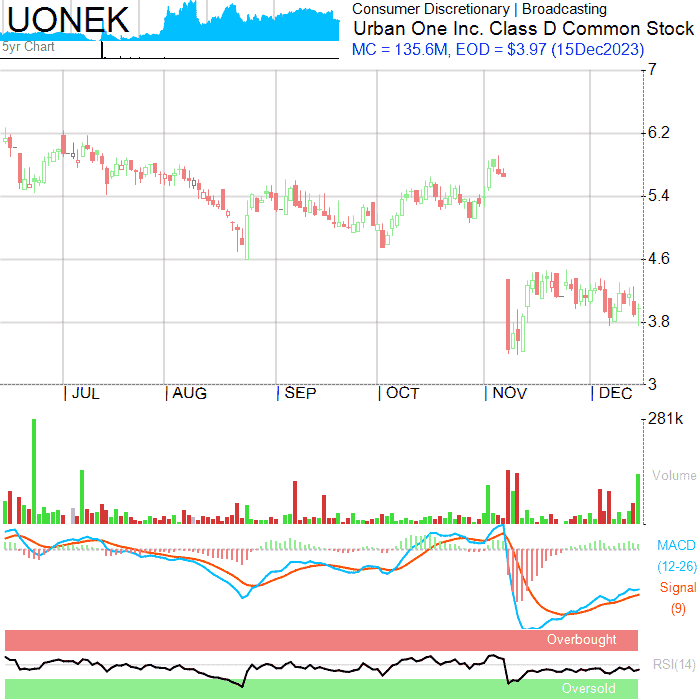 UONEK
5yr Chart
Consumer Discretionary | Broadcasting
Urban One Inc. Class D Common Stock
MC = 135.6M, EOD = $3.97 (15Dec2023)
7
6.2
5.4
4.6
3.8
3
JUL AUG SEP OCT NOV DEC
281k
Volume
MACD
(12-26)
Signal
(9)
Overbought
RSI(14)
Oversold